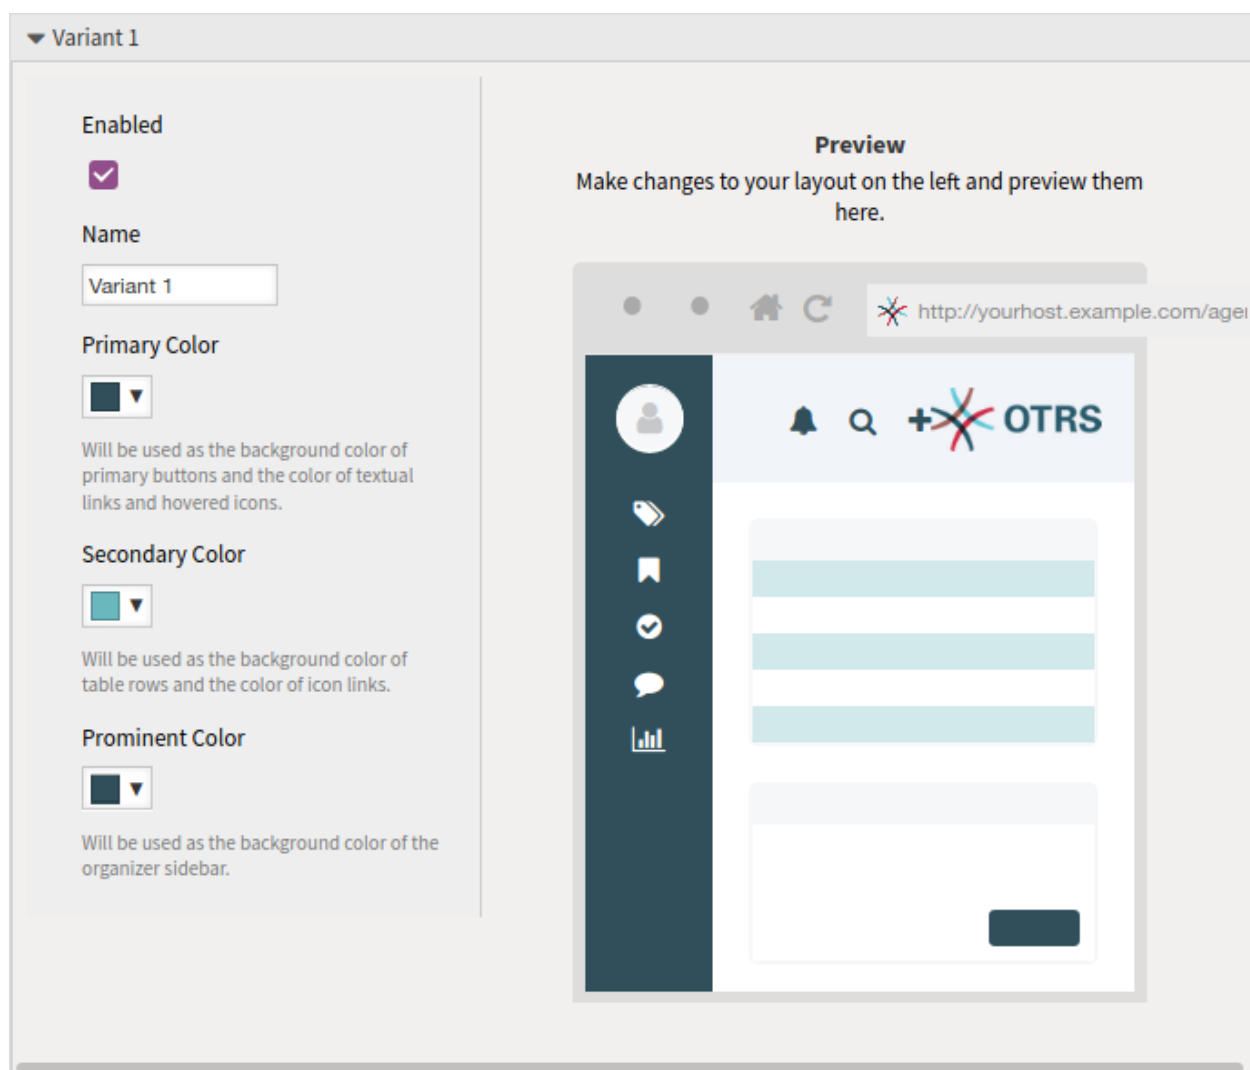 Variant 1
Enabled
Name
Variant 1
Primary Color
Will be used as the background color of
primary buttons and the color of textual
links and hovered icons.
Secondary Color
Will be used as the background color of
table rows and the color of icon links.
Prominent Color
Will be used as the background color of the
organizer sidebar.
Preview
Make changes to your layout on the left and preview them
here.
http://yourhost.example.com/agen
OTRS